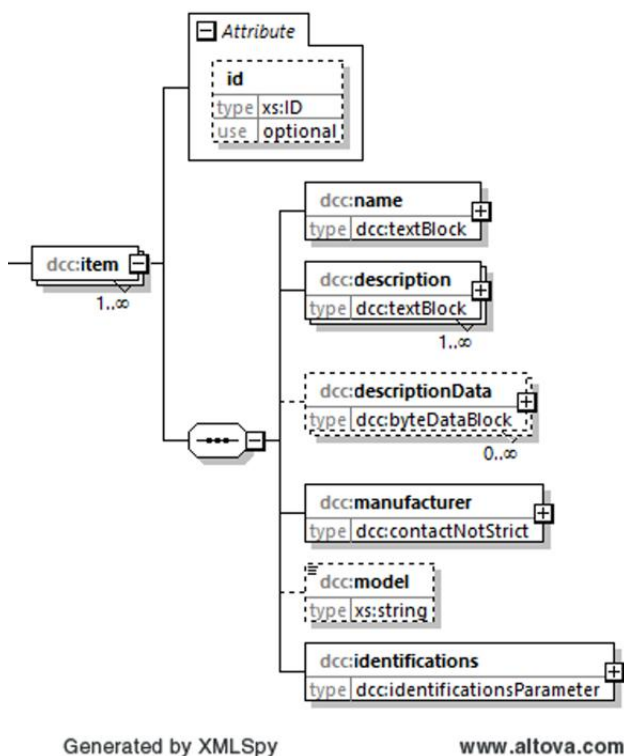 Attribute
id
type xs:ID
use optional
dcc:name
type dcc:textBlock
dcc:item
1..∞
dcc:description
type dcc:textBlock
1..∞
dcc:descriptionData
type dcc:byteDataBlock
0..∞
dcc:manufacturer
type dcc:contactNotStrict
dcc:model
type xs:string
dcc:identifications
type dcc:identificationsParameter
Generated by XMLSpy www.altova.com